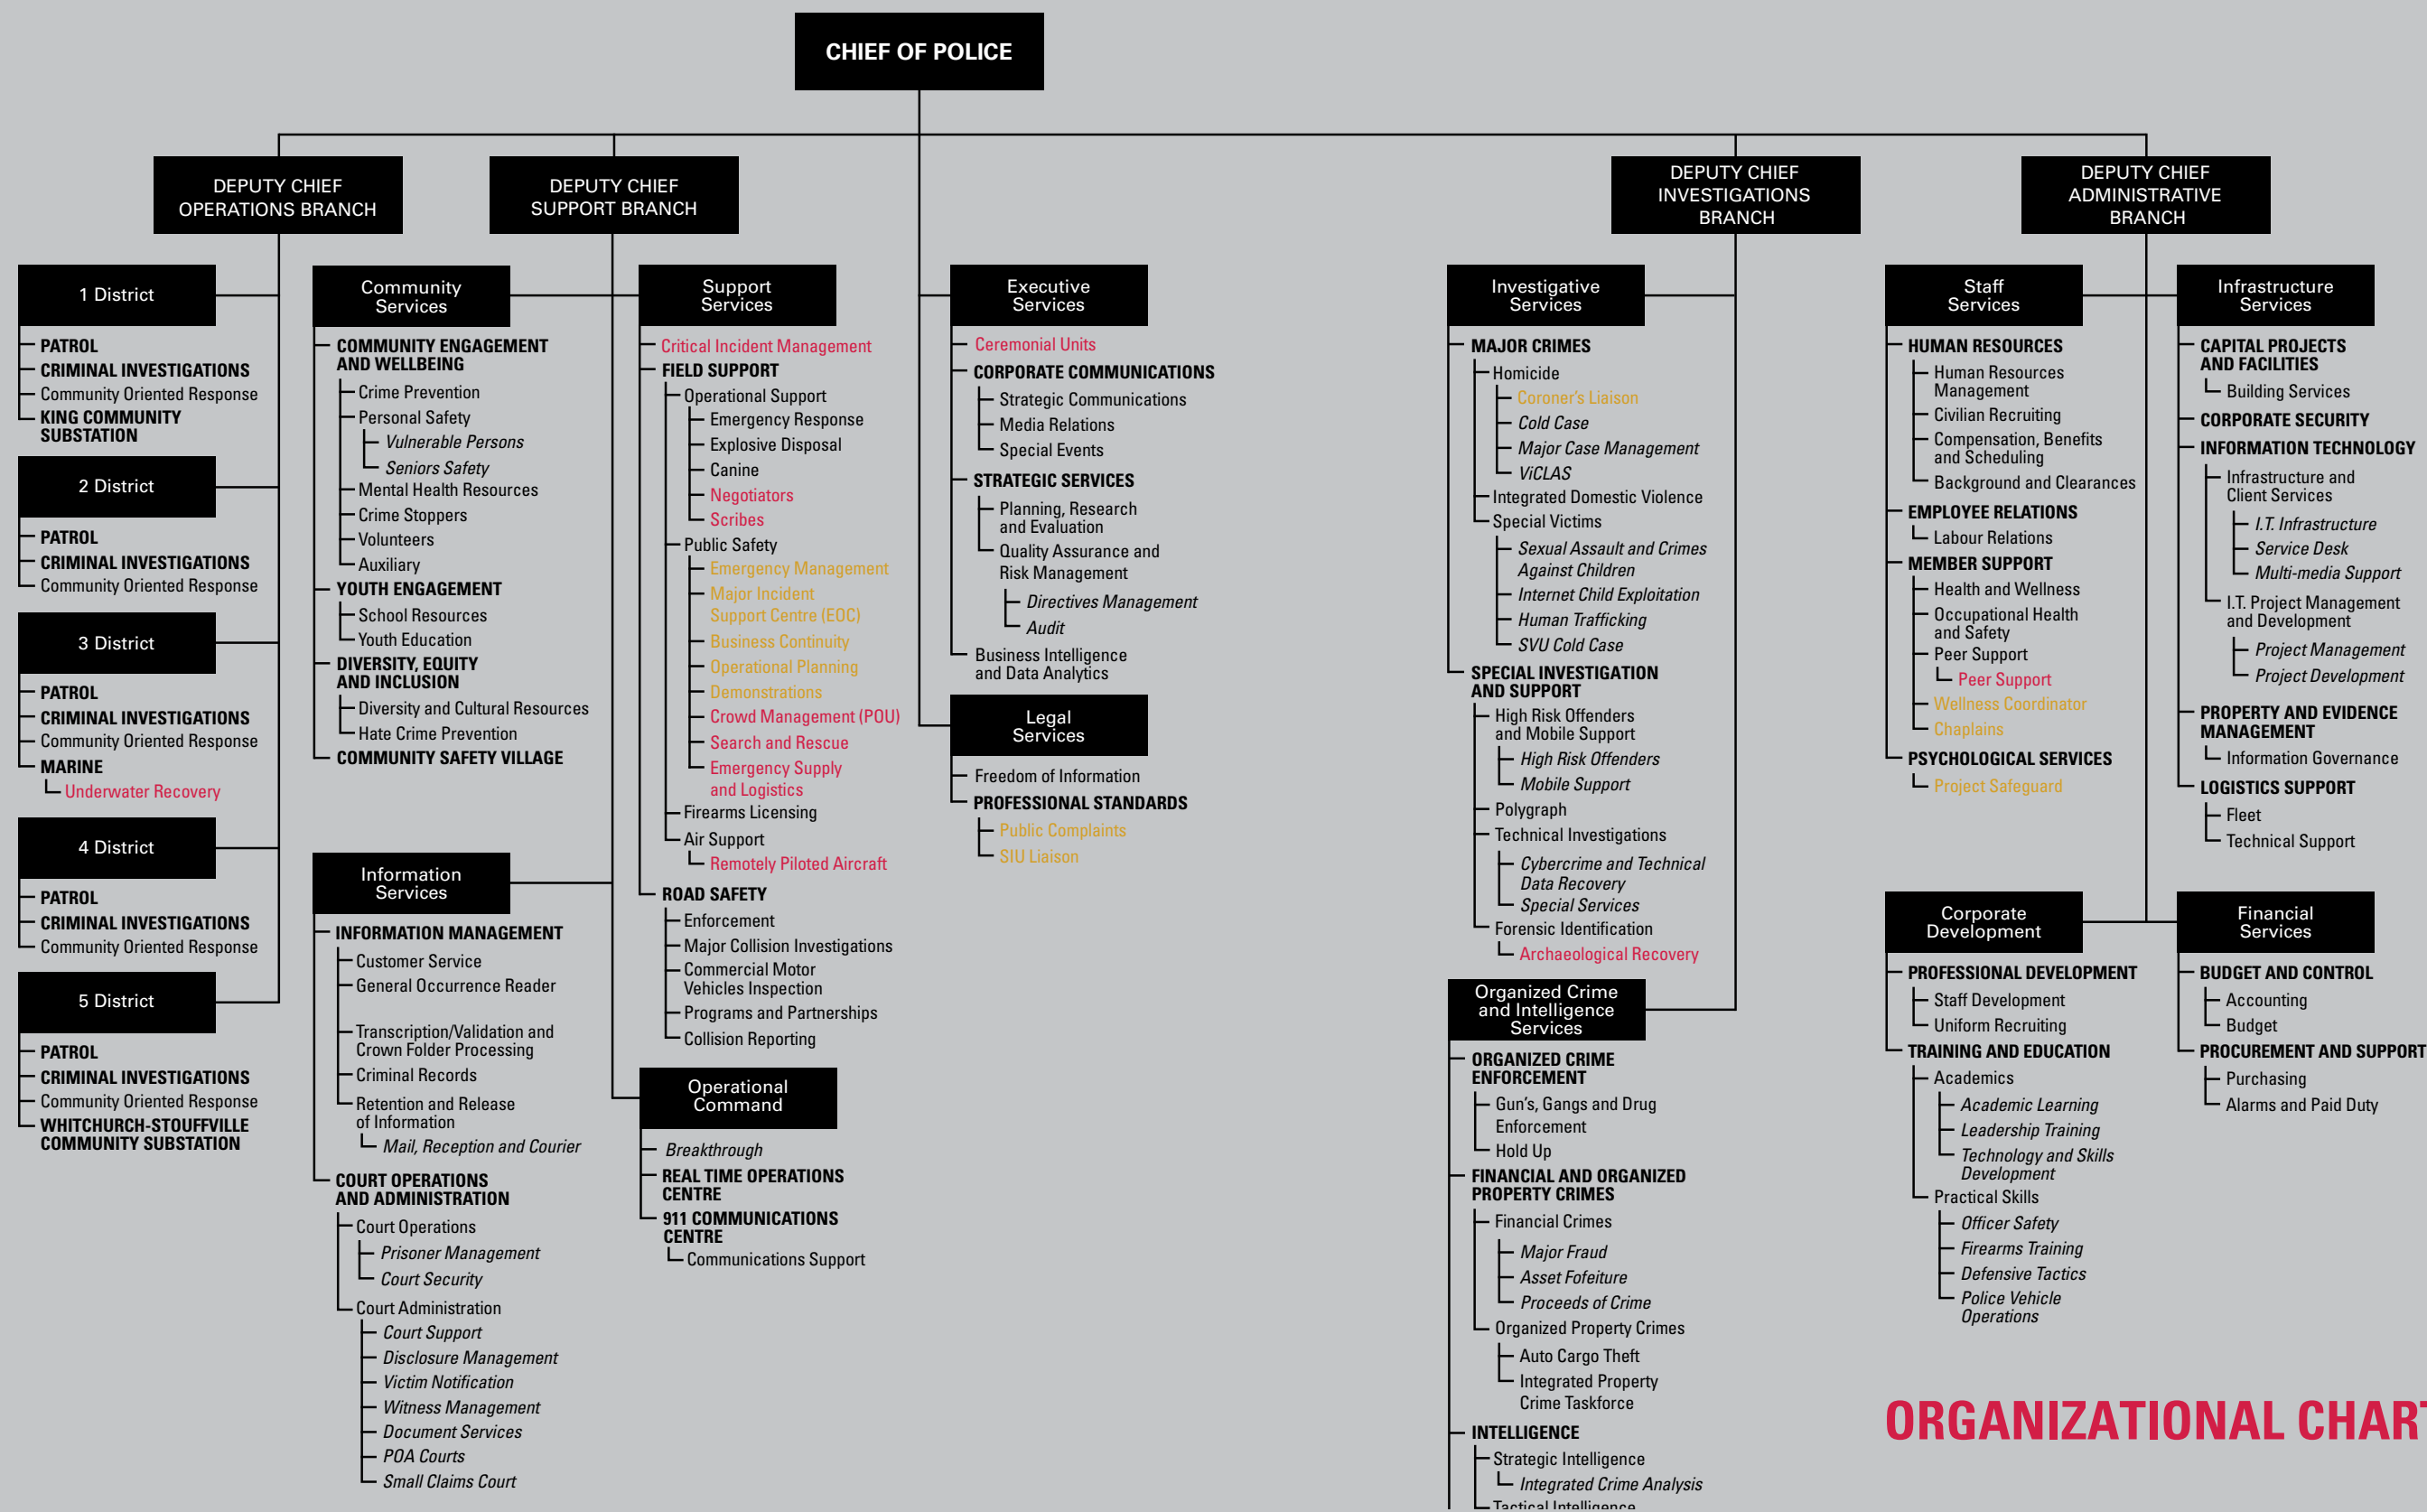 CHIEF OF POLICE
DEPUTY CHIEF
OPERATIONS BRANCH
DEPUTY CHIEF
SUPPORT BRANCH
DEPUTY CHIEF
INVESTIGATIONS
BRANCH
DEPUTY CHIEF
ADMINISTRATIVE
BRANCH
1 District
PATROL
CRIMINAL INVESTIGATIONS
Community Oriented Response
KING COMMUNITY
SUBSTATION
2 District
PATROL
CRIMINAL INVESTIGATIONS
Community Oriented Response
3 District
PATROL
CRIMINAL INVESTIGATIONS
Community Oriented Response
MARINE
Underwater Recovery
4 District
PATROL
CRIMINAL INVESTIGATIONS
Community Oriented Response
5 District
PATROL
CRIMINAL INVESTIGATIONS
Community Oriented Response
WHITCHURCH-STOUFFVILLE
COMMUNITY SUBSTATION
Community
Services
COMMUNITY ENGAGEMENT
AND WELLBEING
Crime Prevention
Personal Safety
Vulnerable Persons
Seniors Safety
Mental Health Resources
Crime Stoppers
Volunteers
Auxiliary
YOUTH ENGAGEMENT
School Resources
Youth Education
DIVERSITY, EQUITY
AND INCLUSION
Diversity and Cultural Resources
Hate Crime Prevention
COMMUNITY SAFETY VILLAGE
Information
Services
INFORMATION MANAGEMENT
Customer Service
General Occurrence Reader
Transcription/Validation and
Crown Folder Processing
Criminal Records
Retention and Release
of Information
Mail, Reception and Courier
COURT OPERATIONS
AND ADMINISTRATION
Court Operations
Prisoner Management
Court Security
Court Administration
Court Support
Disclosure Management
Victim Notification
Witness Management
Document Services
POA Courts
Small Claims Court
Support
Services
Critical Incident Management
FIELD SUPPORT
Operational Support
Emergency Response
Explosive Disposal
Canine
Negotiators
Scribes
Public Safety
Emergency Management
Major Incident
Support Centre (EOC)
Business Continuity
Operational Planning
Demonstrations
Crowd Management (POU)
Search and Rescue
Emergency Supply
and Logistics
Firearms Licensing
Air Support
Remotely Piloted Aircraft
ROAD SAFETY
Enforcement
Major Collision Investigations
Commercial Motor
Vehicles Inspection
Programs and Partnerships
Collision Reporting
Operational
Command
Breakthrough
REAL TIME OPERATIONS
CENTRE
911 COMMUNICATIONS
CENTRE
Communications Support
Executive
Services
Ceremonial Units
CORPORATE COMMUNICATIONS
Strategic Communications
Media Relations
Special Events
STRATEGIC SERVICES
Planning, Research
and Evaluation
Quality Assurance and
Risk Management
Directives Management
Audit
Business Intelligence
and Data Analytics
Legal
Services
Freedom of Information
PROFESSIONAL STANDARDS
Public Complaints
SIU Liaison
Investigative
Services
MAJOR CRIMES
Homicide
Coroner's Liaison
Cold Case
Major Case Management
ViCLAS
Integrated Domestic Violence
Special Victims
Sexual Assault and Crimes
Against Children
Internet Child Exploitation
Human Trafficking
SVU Cold Case
SPECIAL INVESTIGATION
AND SUPPORT
High Risk Offenders
and Mobile Support
High Risk Offenders
Mobile Support
Polygraph
Technical Investigations
Cybercrime and Technical
Data Recovery
Special Services
Forensic Identification
Archaeological Recovery
Organized Crime
and Intelligence
Services
ORGANIZED CRIME
ENFORCEMENT
Gun's, Gangs and Drug
Enforcement
Hold Up
FINANCIAL AND ORGANIZED
PROPERTY CRIMES
Financial Crimes
Major Fraud
Asset Fofeiture
Proceeds of Crime
Organized Property Crimes
Auto Cargo Theft
Integrated Property
Crime Taskforce
INTELLIGENCE
Strategic Intelligence
Integrated Crime Analysis
Tactical Intelligence
Staff
Services
HUMAN RESOURCES
Human Resources
Management
Civilian Recruiting
Compensation, Benefits
and Scheduling
Background and Clearances
EMPLOYEE RELATIONS
Labour Relations
MEMBER SUPPORT
Health and Wellness
Occupational Health
and Safety
Peer Support
Peer Support
Wellness Coordinator
Chaplains
PSYCHOLOGICAL SERVICES
Project Safeguard
Infrastructure
Services
CAPITAL PROJECTS
AND FACILITIES
Building Services
CORPORATE SECURITY
INFORMATION TECHNOLOGY
Infrastructure and
Client Services
I.T. Infrastructure
Service Desk
Multi-media Support
I.T. Project Management
and Development
Project Management
Project Development
PROPERTY AND EVIDENCE
MANAGEMENT
Information Governance
LOGISTICS SUPPORT
Fleet
Technical Support
Corporate
Development
PROFESSIONAL DEVELOPMENT
Staff Development
Uniform Recruiting
TRAINING AND EDUCATION
Academics
Academic Learning
Leadership Training
Technology and Skills
Development
Practical Skills
Officer Safety
Firearms Training
Defensive Tactics
Police Vehicle
Operations
Financial
Services
BUDGET AND CONTROL
Accounting
Budget
PROCUREMENT AND SUPPORT
Purchasing
Alarms and Paid Duty
ORGANIZATIONAL CHART